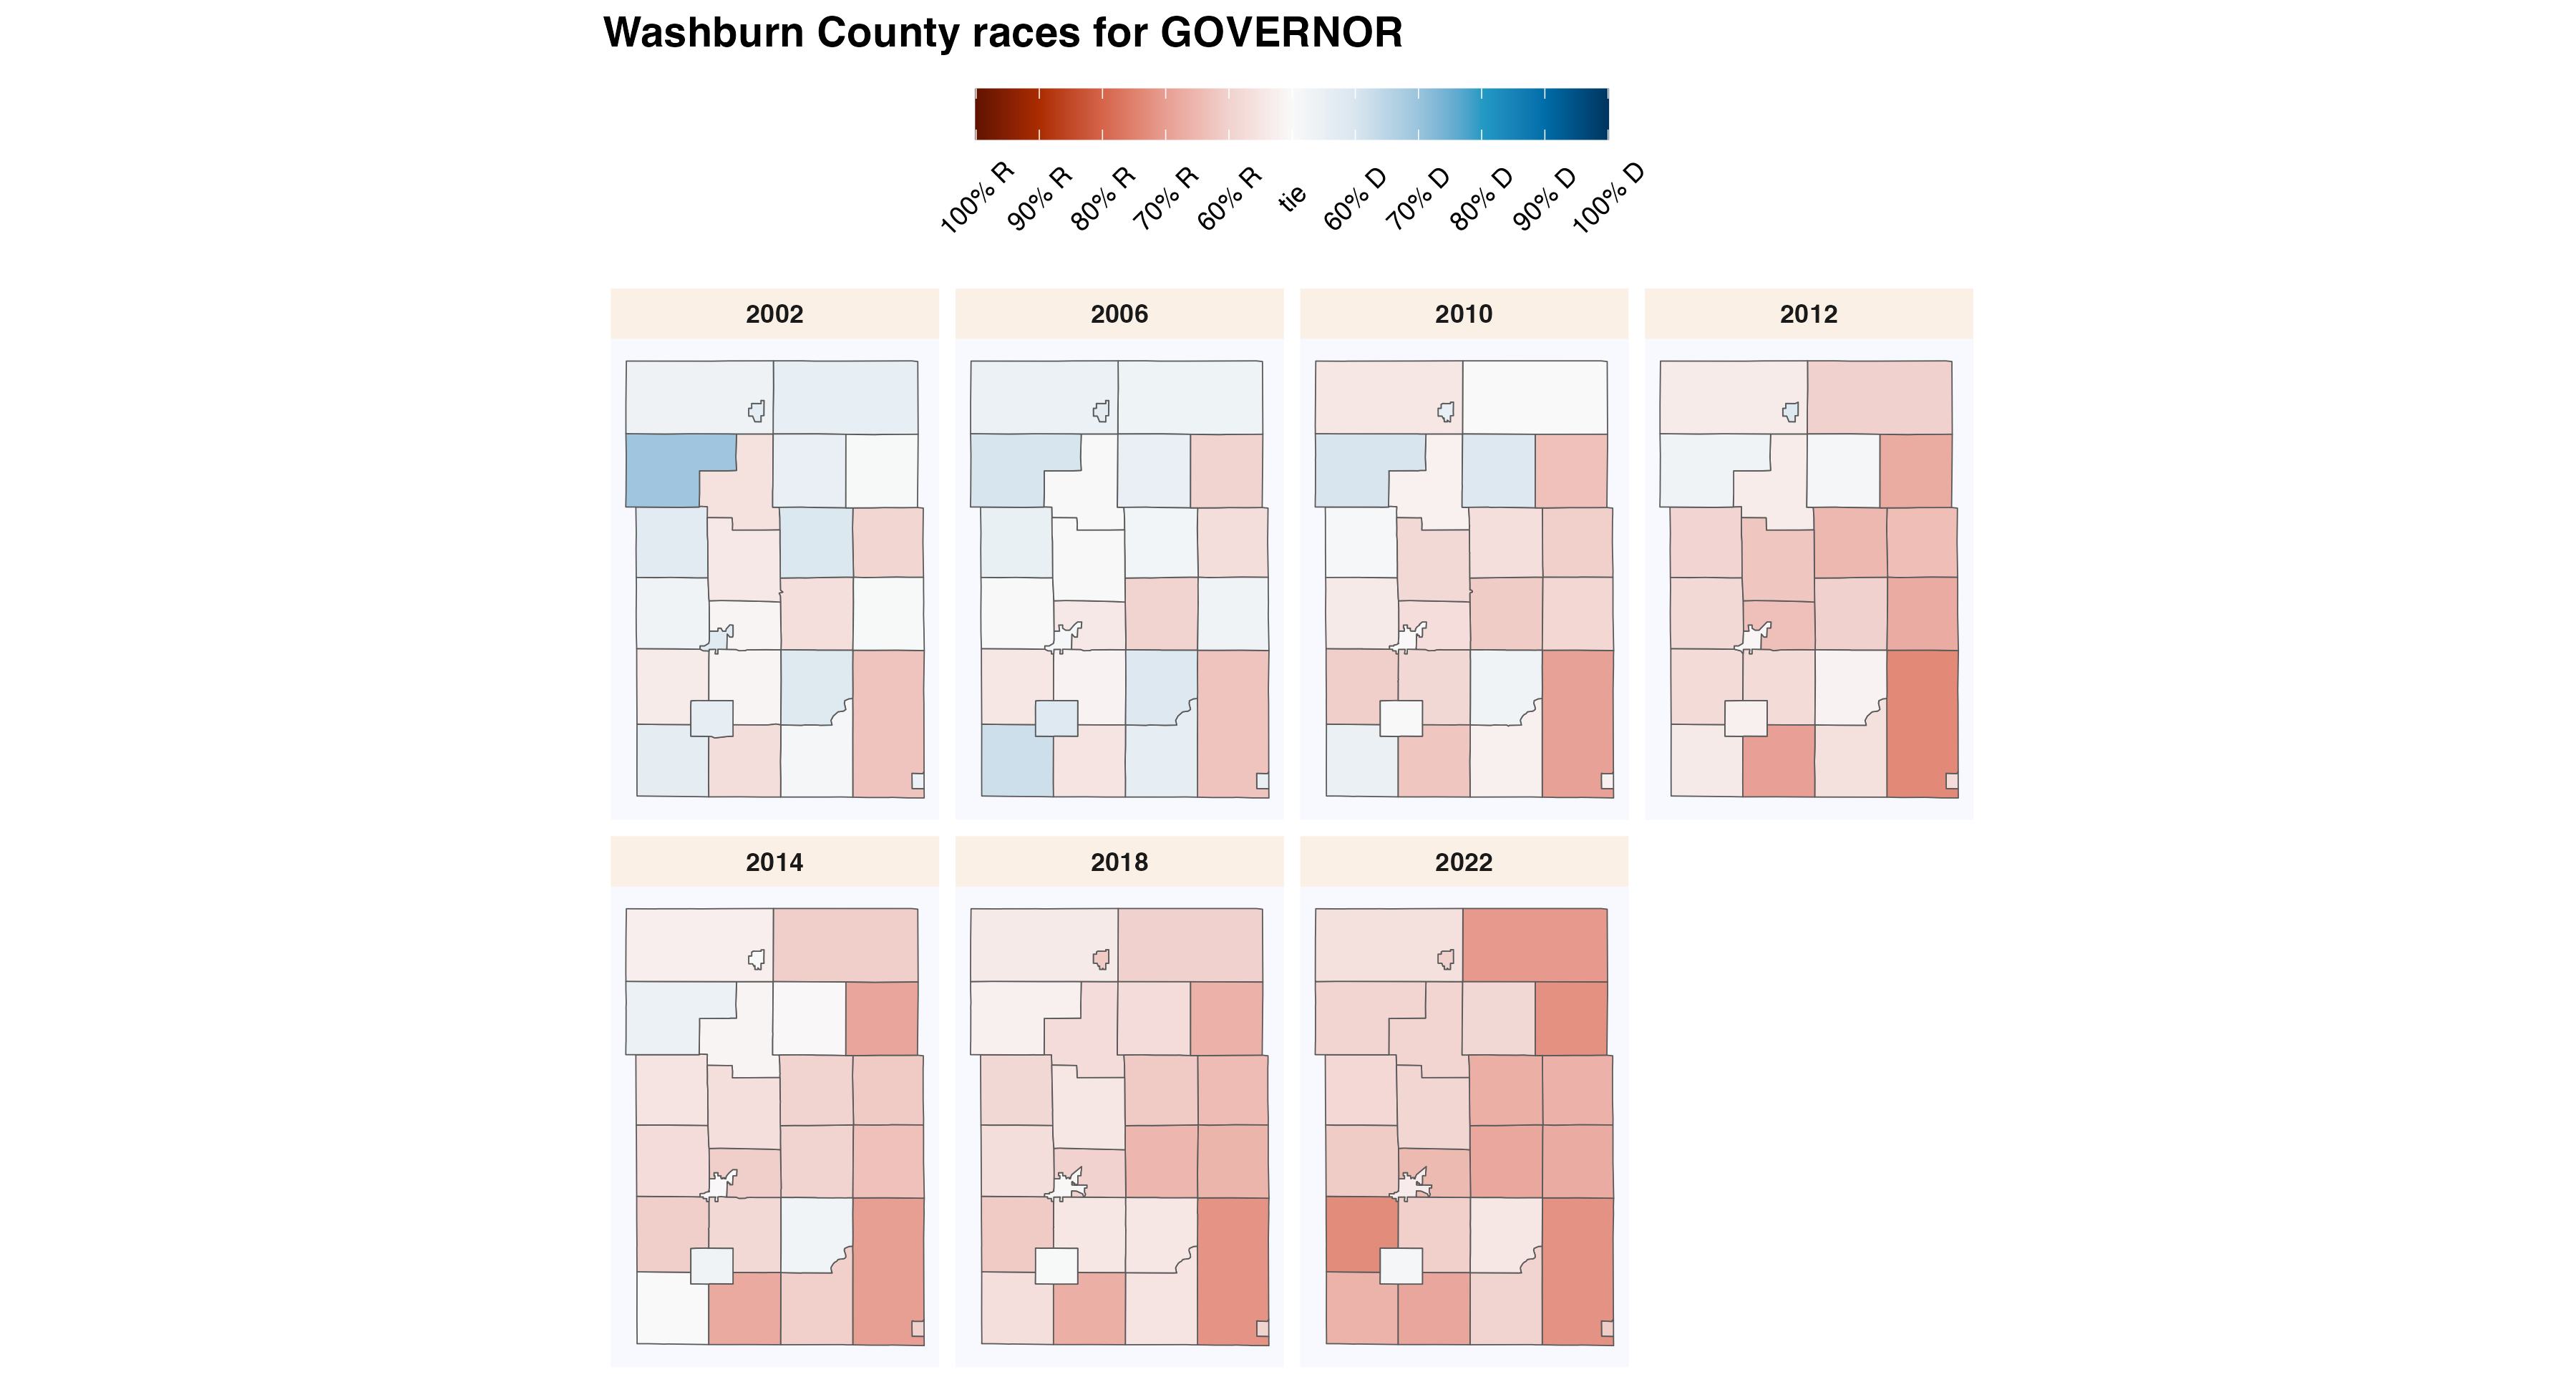 Washburn County races for GOVERNOR
100% R
90% R
80% R
70% R
60% R
tie
60% D
70% D
80% D
90% D
100% D
2002
2006
2010
2012
2014
2018
2022